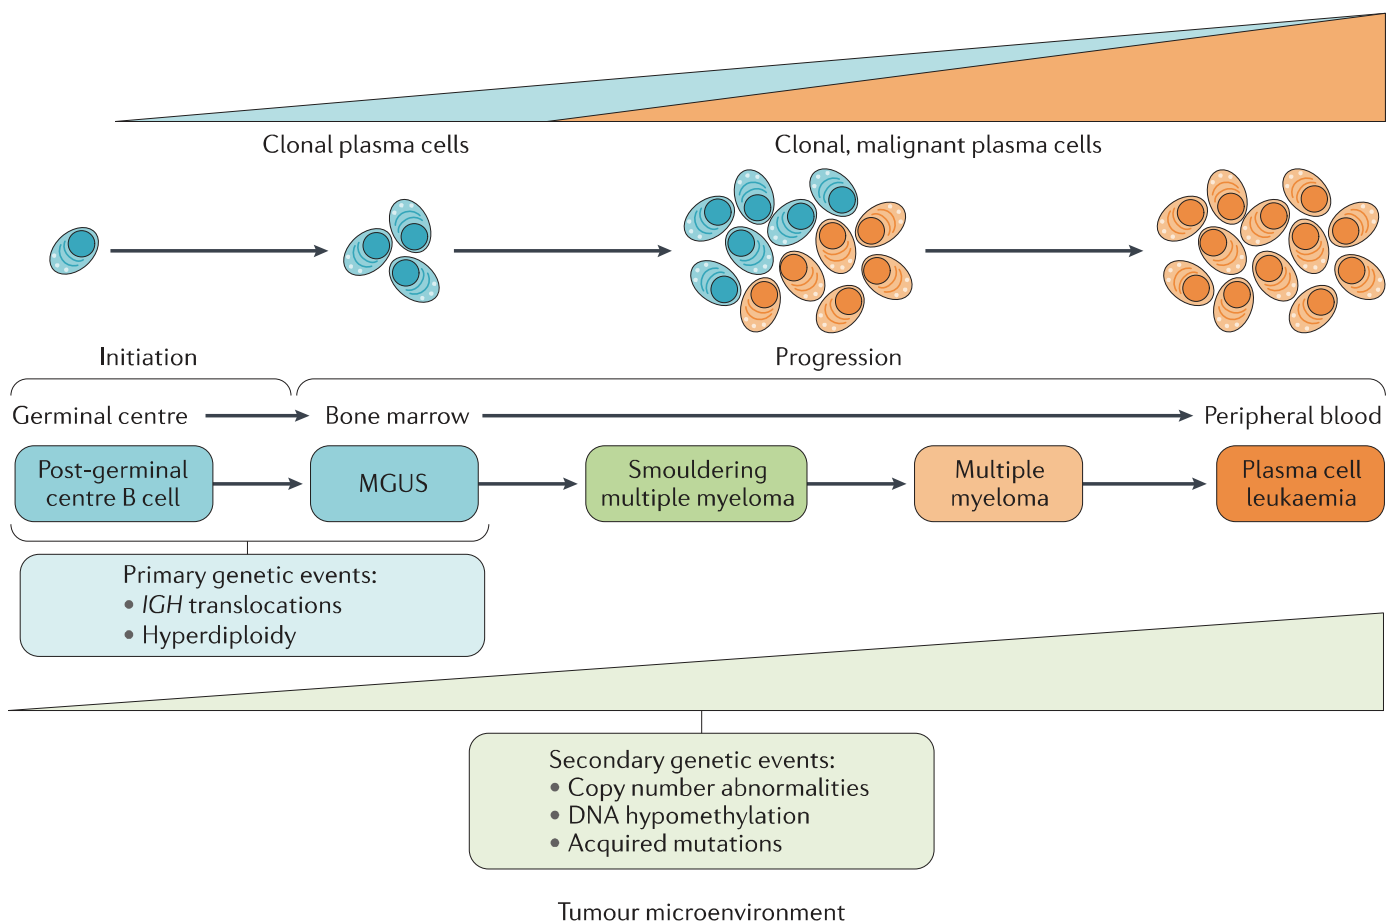 Clonal plasma cells
Clonal, malignant plasma cells
Initiation
Progression
Germinal centre
Bone marrow
Peripheral blood
Post-germinal
centre B cell
MGUS
Smouldering
multiple myeloma
Multiple
myeloma
Plasma cell
leukaemia
Primary genetic events:
• IGH translocations
• Hyperdiploidy
Secondary genetic events:
• Copy number abnormalities
• DNA hypomethylation
• Acquired mutations
Tumour microenvironment